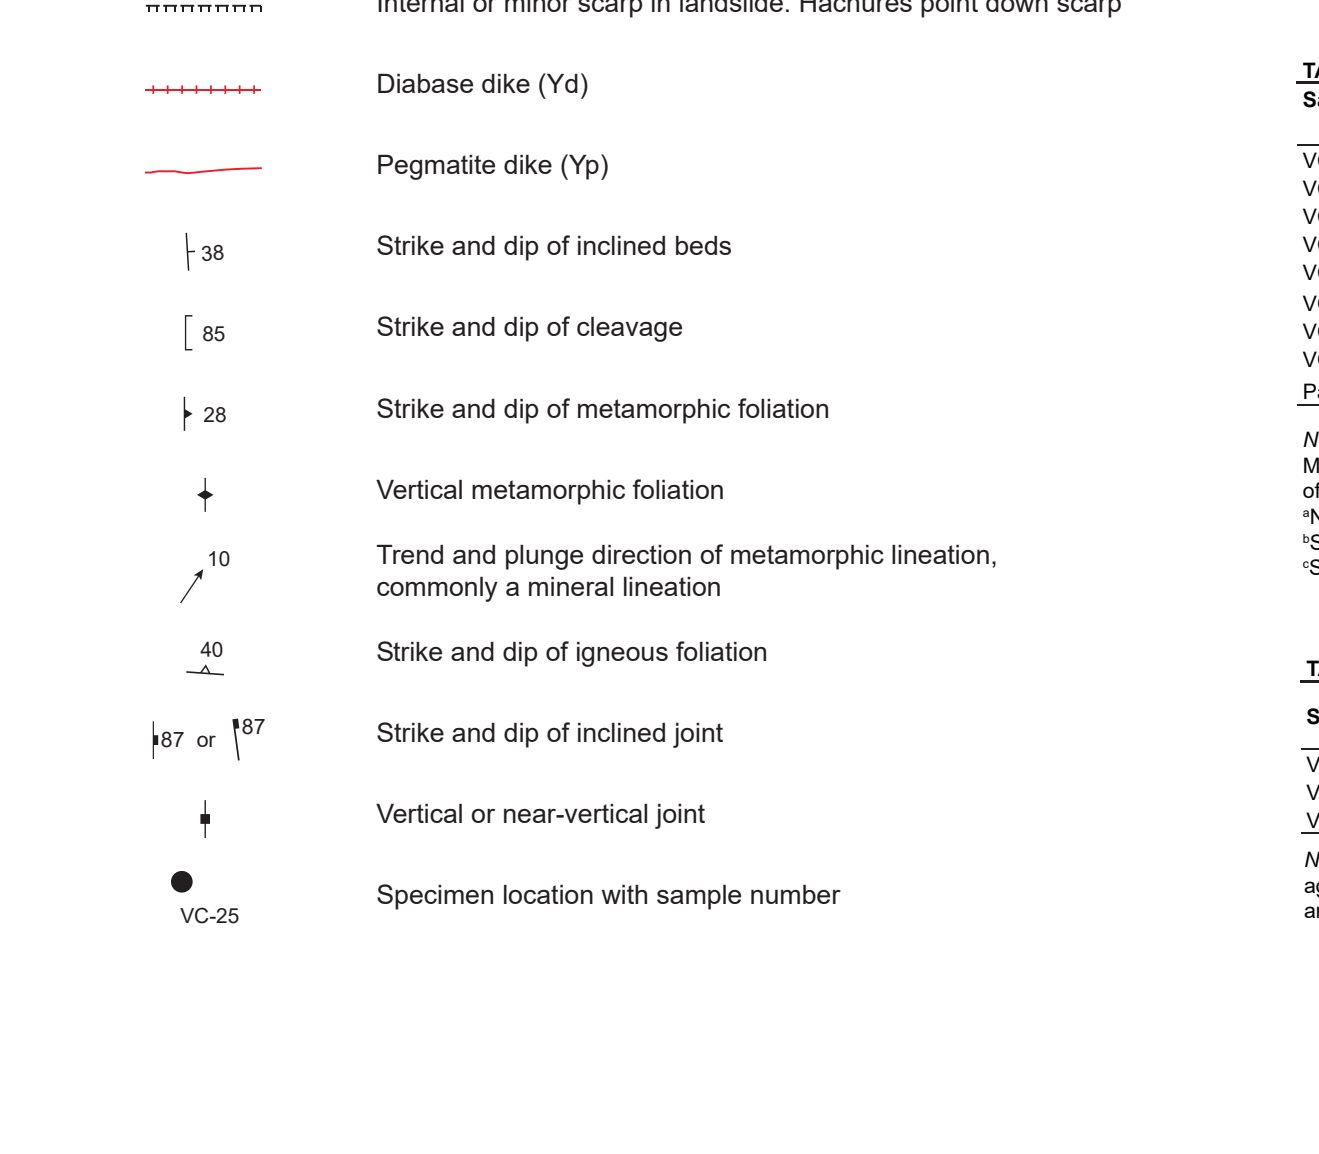 Internal or minor scarp in landslide. Hachures point down scarp
Diabase dike (Yd)
Pegmatite dike (Yp)
38 Strike and dip of inclined beds
85 Strike and dip of cleavage
28 Strike and dip of metamorphic foliation
Vertical metamorphic foliation
10 Trend and plunge direction of metamorphic lineation,
commonly a mineral lineation
40 Strike and dip of igneous foliation
87 or 87 Strike and dip of inclined joint
Vertical or near-vertical joint
Specimen location with sample number
VC-25